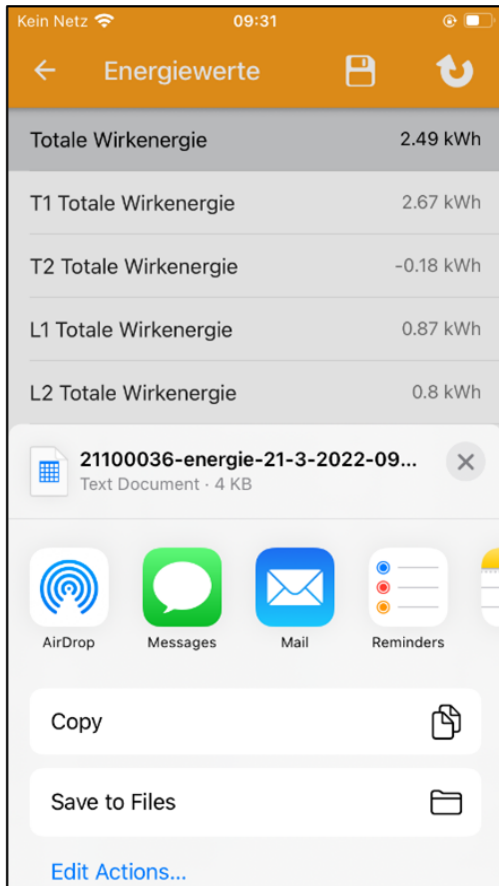 Kein Netz 09:31
Energiewerte
Totale Wirkenergie 2.49 kWh
T1 Totale Wirkenergie 2.67 kWh
T2 Totale Wirkenergie -0.18 kWh
L1 Totale Wirkenergie 0.87 kWh
L2 Totale Wirkenergie 0.8 kWh
21100036-energie-21-3-2022-09...
Text Document · 4 KB
AirDrop Messages Mail Reminders
Copy
Save to Files
Edit Actions...